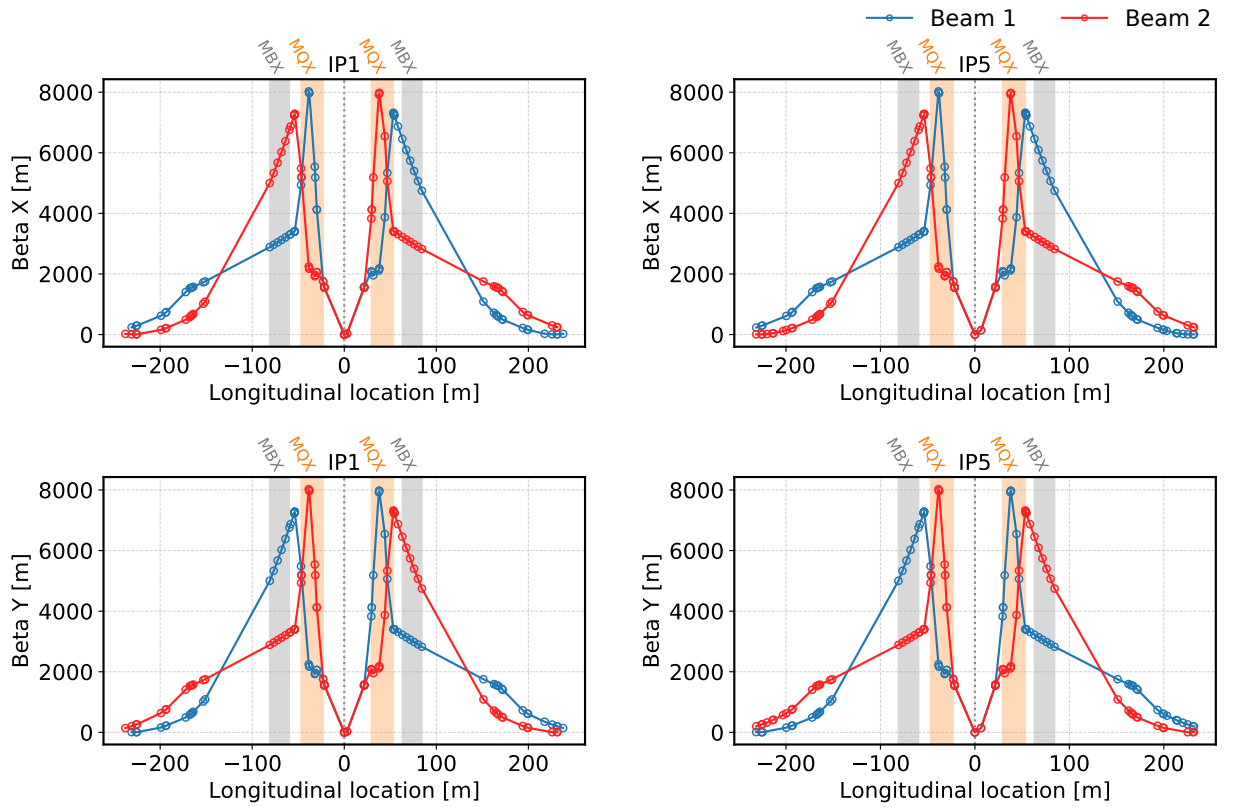 Beam 1 Beam 2
MBX MQX MQX MBX MBX MQX MQX MBX
IP1 IP5
8000 8000
6000 6000
Beta X [m] Beta X [m]
4000 4000
2000 2000
0 0
−200 −100 0 100 200 −200 −100 0 100 200
Longitudinal location [m] Longitudinal location [m]
MBX MQX MQX MBX MBX MQX MQX MBX
IP1 IP5
8000 8000
6000 6000
Beta Y [m] Beta Y [m]
4000 4000
2000 2000
0 0
−200 −100 0 100 200 −200 −100 0 100 200
Longitudinal location [m] Longitudinal location [m]